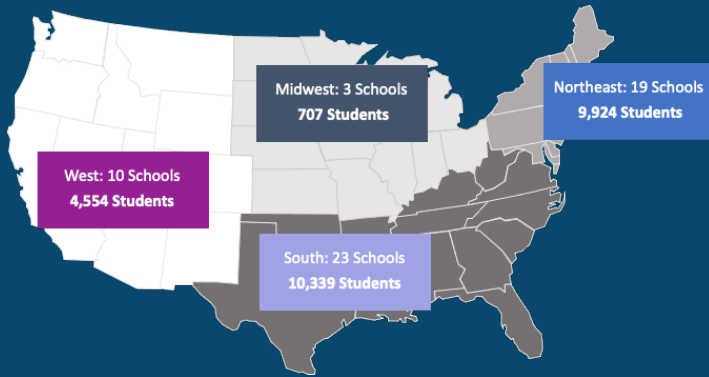 Midwest: 3 Schools
707 Students
Northeast: 19 Schools
9,924 Students
West: 10 Schools
4,554 Students
South: 23 Schools
10,339 Students